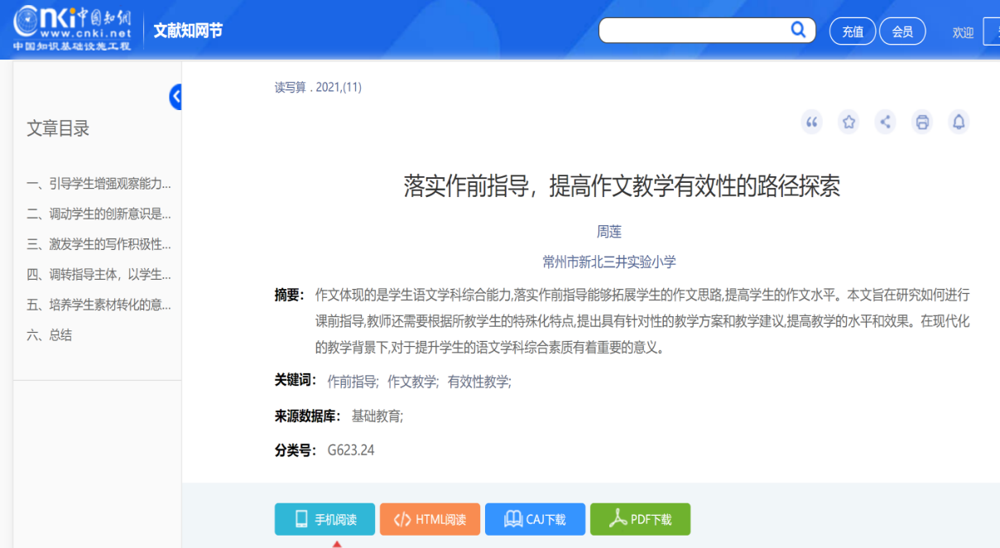 cnki中国知网
www.cnki.net
中国知识基础设施工程
文献知网节
充值
会员
欢迎
读写算 . 2021,(11)
文章目录
一、引导学生增强观察能力...
二、调动学生的创新意识是...
三、激发学生的写作积极性...
四、调转指导主体，以学生...
五、培养学生素材转化的意...
六、总结
落实作前指导，提高作文教学有效性的路径探索
周莲
常州市新北三井实验小学
摘要： 作文体现的是学生语文学科综合能力,落实作前指导能够拓展学生的作文思路,提高学生的作文水平。本文旨在研究如何进行
课前指导,教师还需要根据所教学生的特殊化特点,提出具有针对性的教学方案和教学建议,提高教学的水平和效果。在现代化
的教学背景下,对于提升学生的语文学科综合素质有着重要的意义。
关键词： 作前指导; 作文教学; 有效性教学;
来源数据库： 基础教育;
分类号： G623.24
手机阅读
HTML阅读
CAJ下载
PDF下载